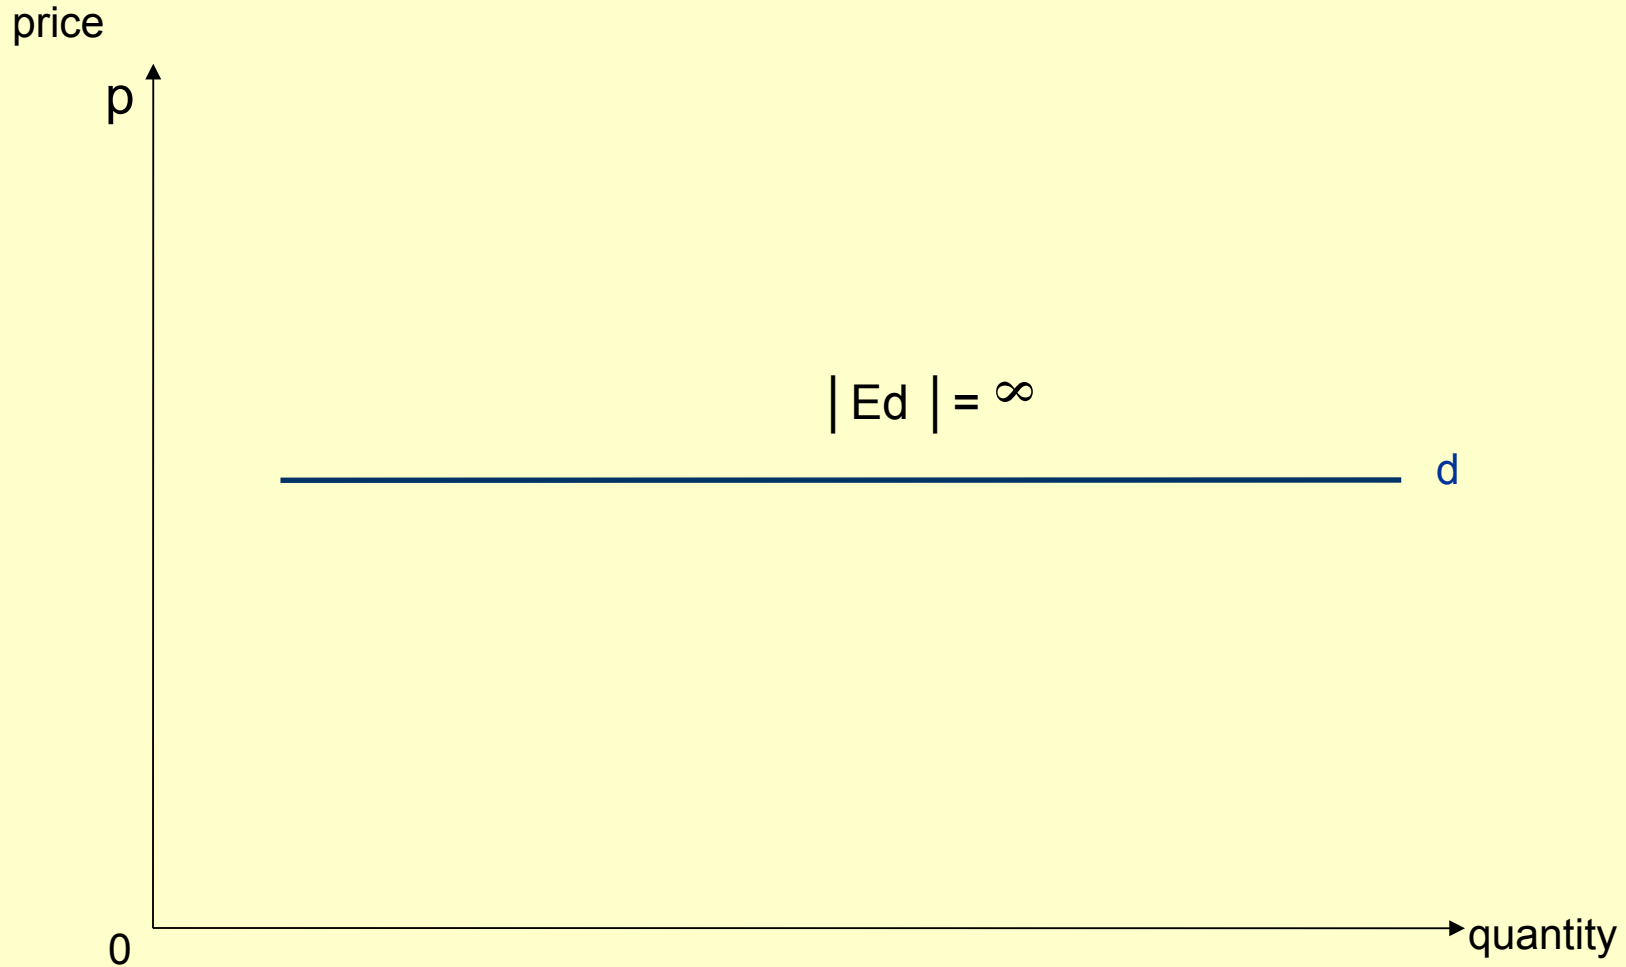 price
p
|Ed |= ∞
d
0
quantity